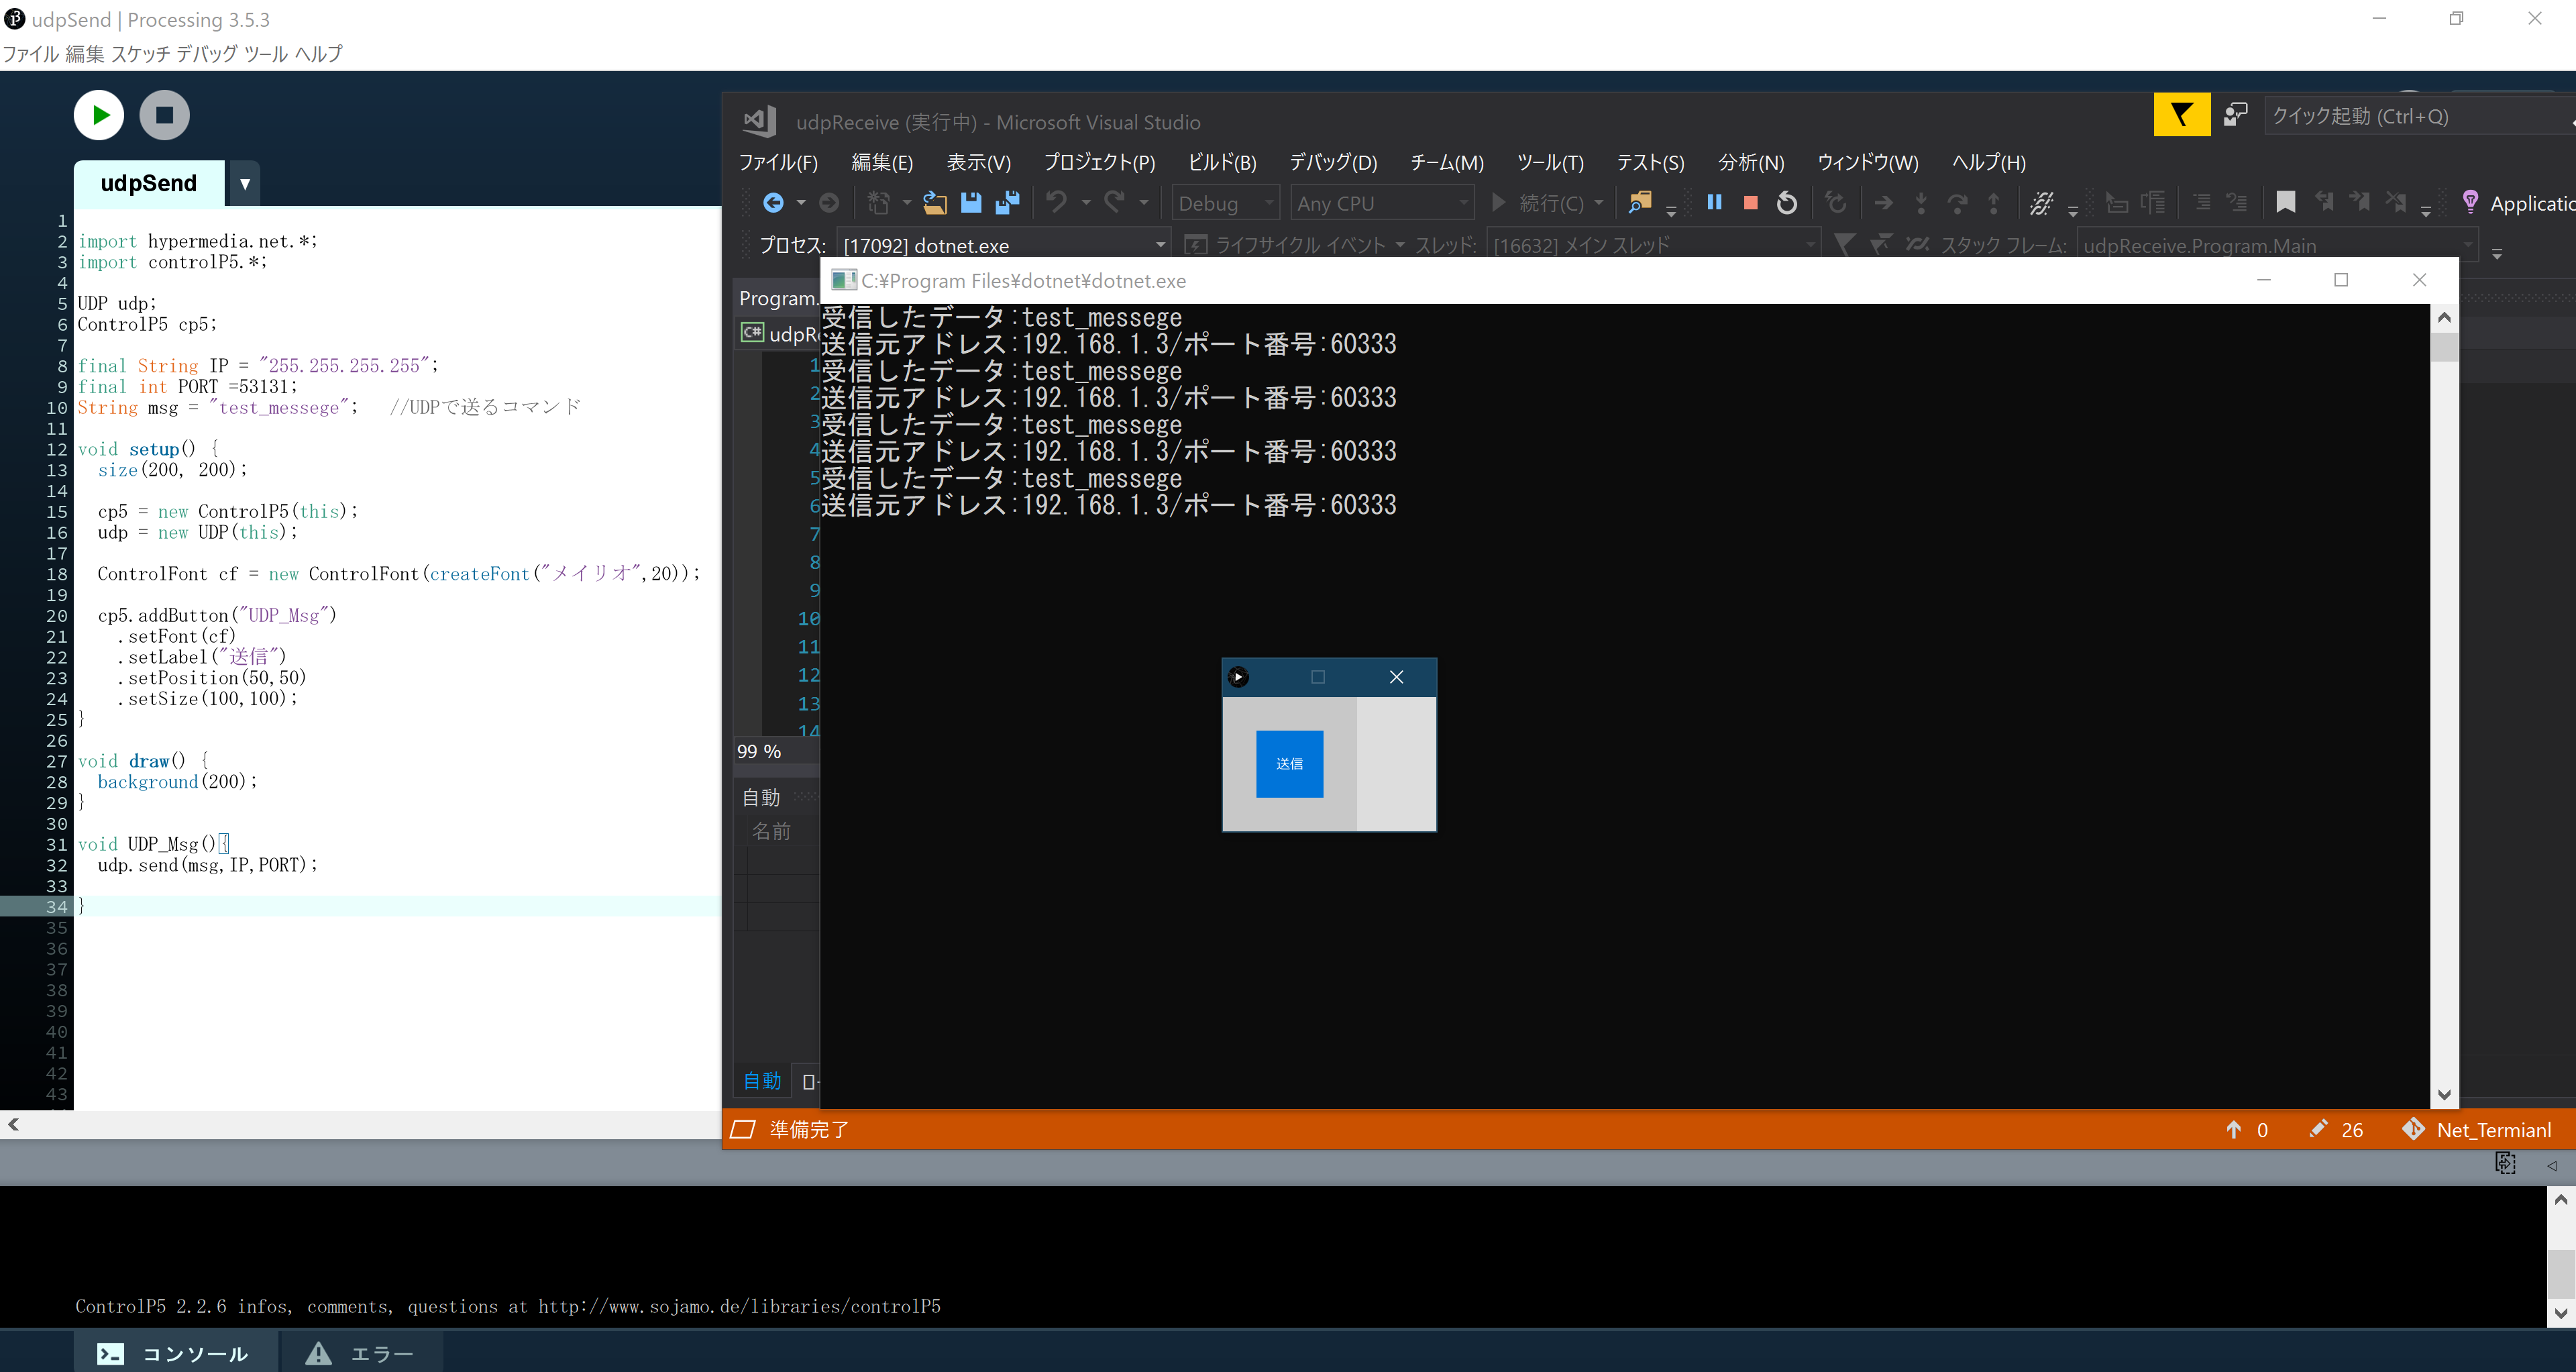 udpSend | Processing 3.5.3
ファイル 編集 スケッチ デバッグ ツール ヘルプ
udpSend
1
2 import hypermedia.net.*;
3 import controlP5.*;
4
5 UDP udp;
6 ControlP5 cp5;
7
8 final String IP = "255.255.255.255";
9 final int PORT =53131;
10 String msg = "test_messege"; //UDPで送るコマンド
11
12 void setup() {
13 size(200, 200);
14
15 cp5 = new ControlP5(this);
16 udp = new UDP(this);
17
18 ControlFont cf = new ControlFont(createFont("メイリオ",20));
19
20 cp5.addButton("UDP_Msg")
21 .setFont(cf)
22 .setLabel("送信")
23 .setPosition(50,50)
24 .setSize(100,100);
25 }
26
27 void draw() {
28 background(200);
29 }
30
31 void UDP_Msg(){
32 udp.send(msg,IP,PORT);
33
34 }
35
36
37
38
39
40
41
42
43
udpReceive (実行中) - Microsoft Visual Studio
クイック起動 (Ctrl+Q)
ファイル(F) 編集(E) 表示(V) プロジェクト(P) ビルド(B) デバッグ(D) チーム(M) ツール(T) テスト(S) 分析(N) ウィンドウ(W) ヘルプ(H)
Debug Any CPU 続行(C) Applicatio
プロセス: [17092] dotnet.exe ライフサイクル イベント スレッド: [16632] メイン スレッド スタック フレーム: udpReceive.Program.Main
Program.
C# udpRe
1
2
3
4
5
6
7
8
9
10
11
12
13
14
99 %
自動
名前
自動 ロー
C:¥Program Files¥dotnet¥dotnet.exe
受信したデータ:test_messege
送信元アドレス:192.168.1.3/ポート番号:60333
受信したデータ:test_messege
送信元アドレス:192.168.1.3/ポート番号:60333
受信したデータ:test_messege
送信元アドレス:192.168.1.3/ポート番号:60333
受信したデータ:test_messege
送信元アドレス:192.168.1.3/ポート番号:60333
送信
準備完了 0 26 Net_Termianl
ControlP5 2.2.6 infos, comments, questions at http://www.sojamo.de/libraries/controlP5
コンソール エラー